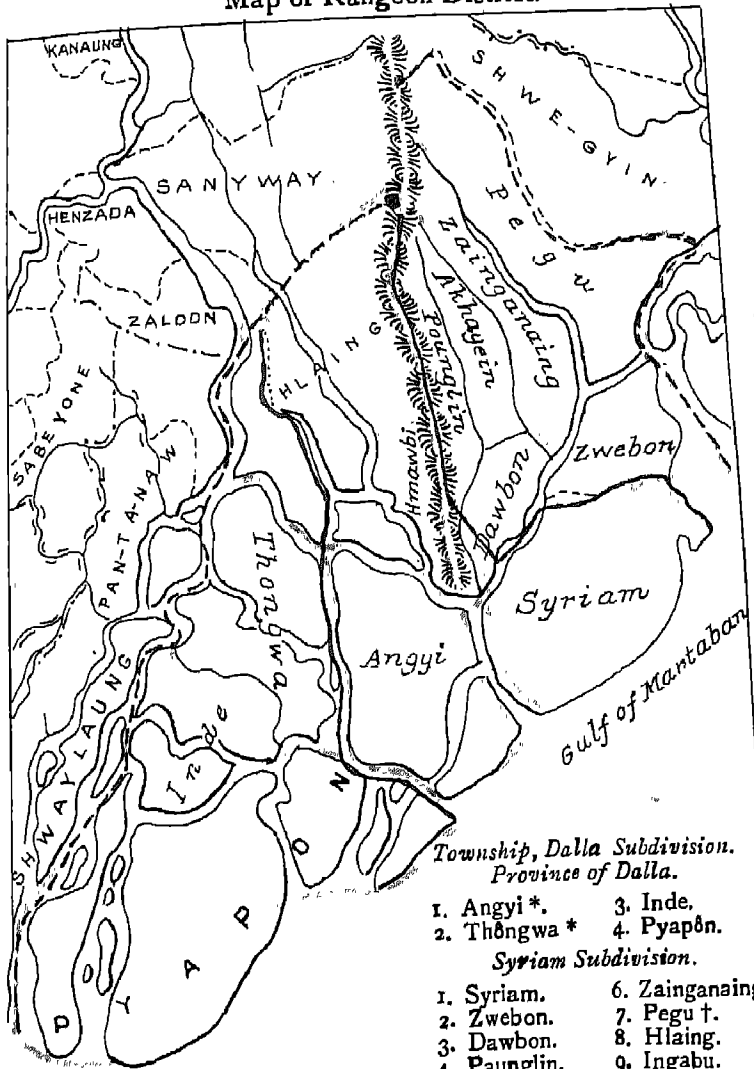 Map of Rangoon District
KANAUNG
SHWE-GYIN
SANYWAY
HENZADA
Pegu
Zainganaing
Akhayein
Pounglin
ZALOON
HLAING
Hmawbi
SABEYONE
PAN-TA-NAW
Zwebon
Dawbon
Thongwa
Syriam
Angyi
Gulf of Martaban
SHWAYLAUNG
Inde
PYAPON
Township, Dalla Subdivision.
Province of Dalla.
1. Angyi *. 3. Inde.
2. Thôngwa * 4. Pyapôn.
Syriam Subdivision.
1. Syriam. 6. Zainganaing
2. Zwebon. 7. Pegu †.
3. Dawbon. 8. Hlaing.
4. Paunglin. 9. Ingabu.